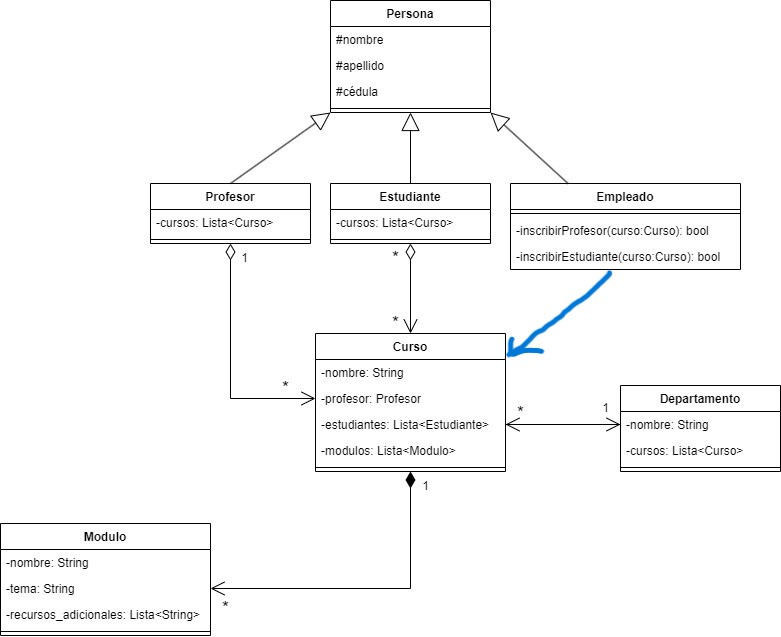 Persona
#nombre
#apellido
#cédula
Profesor
-cursos: Lista<Curso>
Estudiante
-cursos: Lista<Curso>
Empleado
-inscribirProfesor(curso:Curso): bool
-inscribirEstudiante(curso:Curso): bool
1
*
*
*
Curso
-nombre: String
-profesor: Profesor
-estudiantes: Lista<Estudiante>
-modulos: Lista<Modulo>
*
1
Departamento
-nombre: String
-cursos: Lista<Curso>
1
Modulo
-nombre: String
-tema: String
-recursos_adicionales: Lista<String>
*